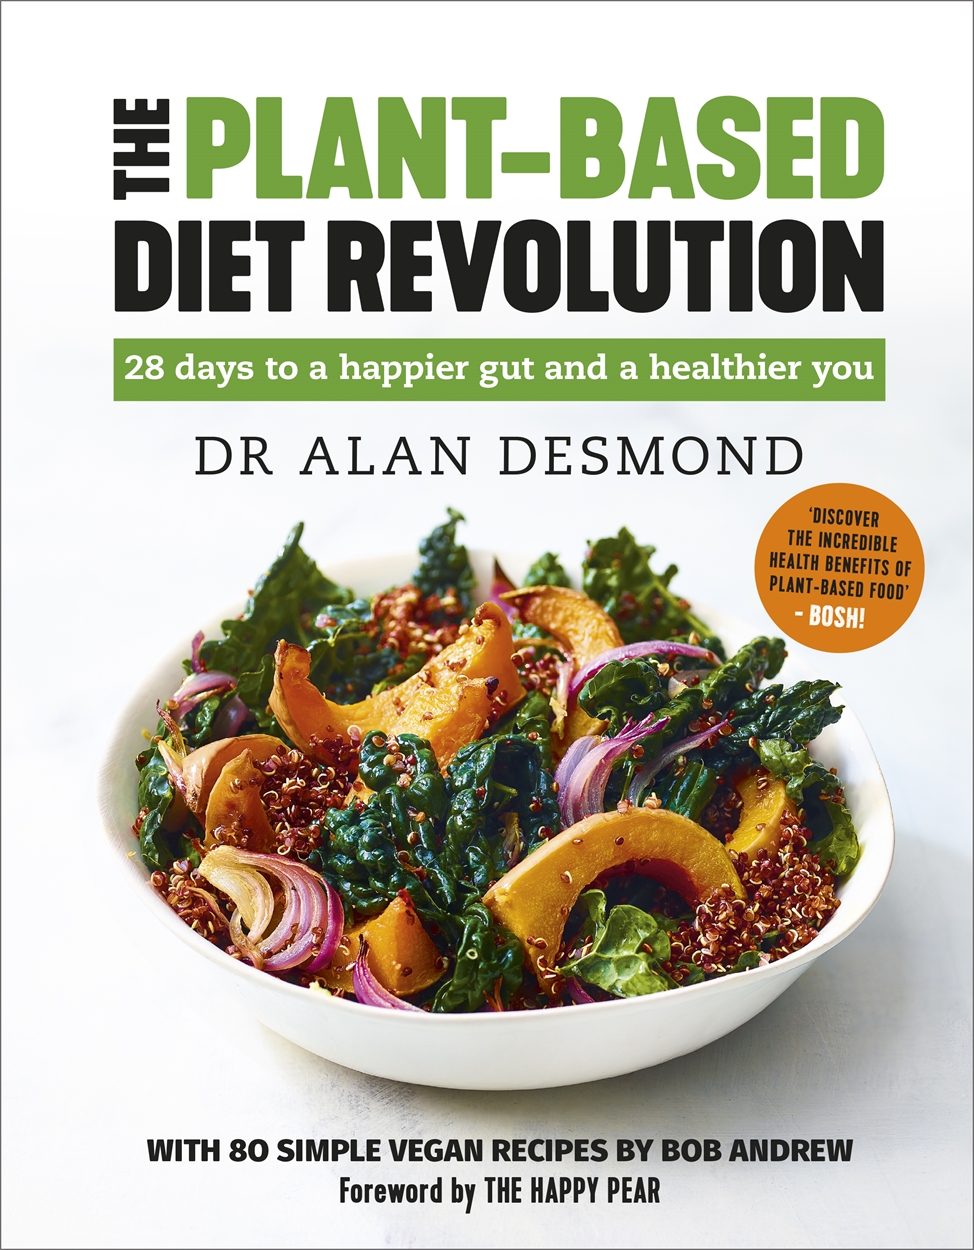 THE PLANT-BASED
DIET REVOLUTION
28 days to a happier gut and a healthier you
DR ALAN DESMOND
‘DISCOVER
THE INCREDIBLE
HEALTH BENEFITS OF
PLANT-BASED FOOD’
- BOSH!
WITH 80 SIMPLE VEGAN RECIPES BY BOB ANDREW
Foreword by THE HAPPY PEAR